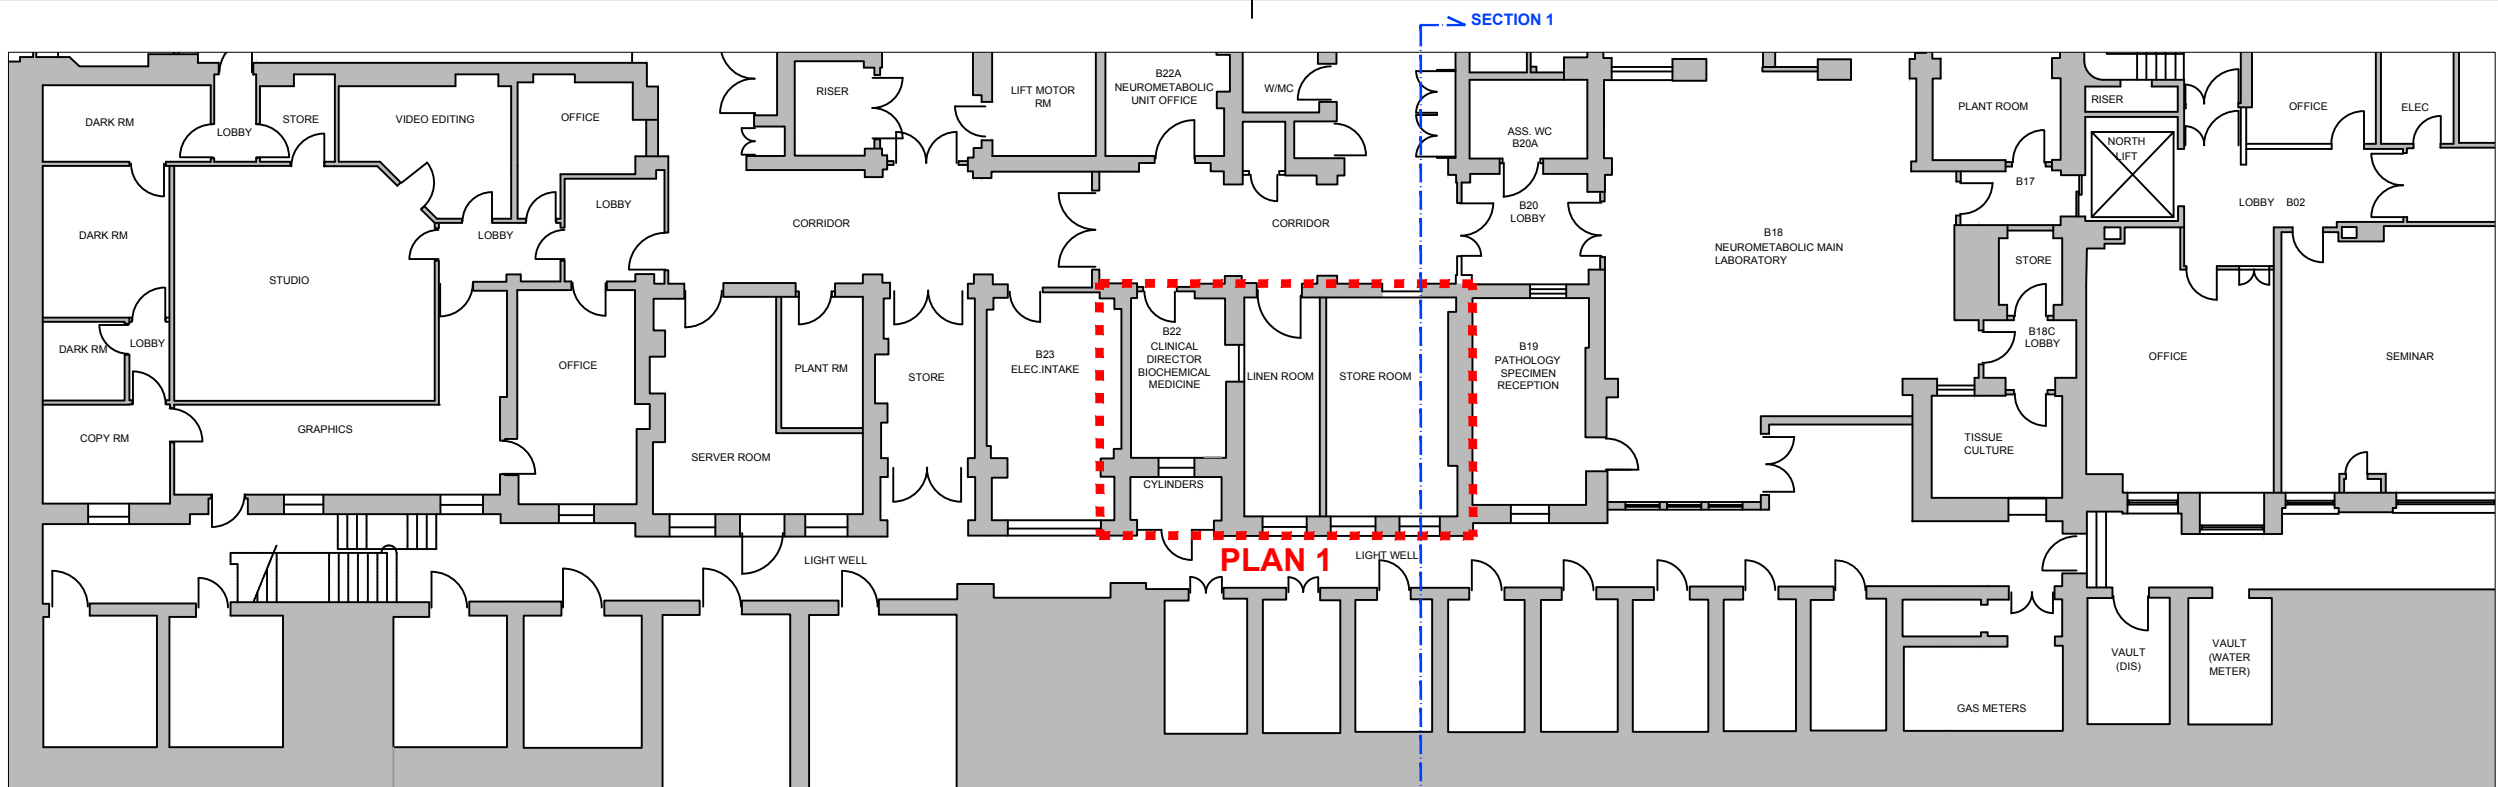 SECTION 1
B22A
NEUROMETABOLIC
UNIT OFFICE
RISER
LIFT MOTOR
RM
W/MC
DARK RM
LOBBY
STORE
VIDEO EDITING
OFFICE
ASS. WC
B20A
PLANT ROOM
RISER
OFFICE
ELEC
NORTH
LIFT
B17
DARK RM
LOBBY
LOBBY
CORRIDOR
CORRIDOR
B20
LOBBY
B18
NEUROMETABOLIC MAIN
LABORATORY
LOBBY B02
STUDIO
STORE
DARK RM
LOBBY
OFFICE
PLANT RM
STORE
B23
ELEC.INTAKE
B22
CLINICAL
DIRECTOR
BIOCHEMICAL
MEDICINE
LINEN ROOM
STORE ROOM
B19
PATHOLOGY
SPECIMEN
RECEPTION
B18C
LOBBY
OFFICE
SEMINAR
COPY RM
GRAPHICS
SERVER ROOM
CYLINDERS
TISSUE
CULTURE
LIGHT WELL
PLAN 1
LIGHT WELL
VAULT
(DIS)
VAULT
(WATER
METER)
GAS METERS